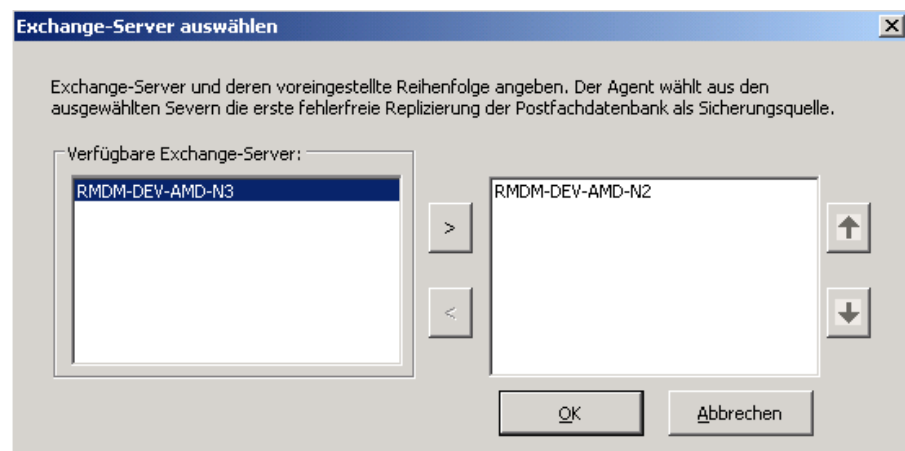 Exchange-Server auswählen
Exchange-Server und deren voreingestellte Reihenfolge angeben. Der Agent wählt aus den
ausgewählten Severn die erste fehlerfreie Replizierung der Postfachdatenbank als Sicherungsquelle.
Verfügbare Exchange-Server:
RMDM-DEV-AMD-N3
RMDM-DEV-AMD-N2
>
<
OK
Abbrechen